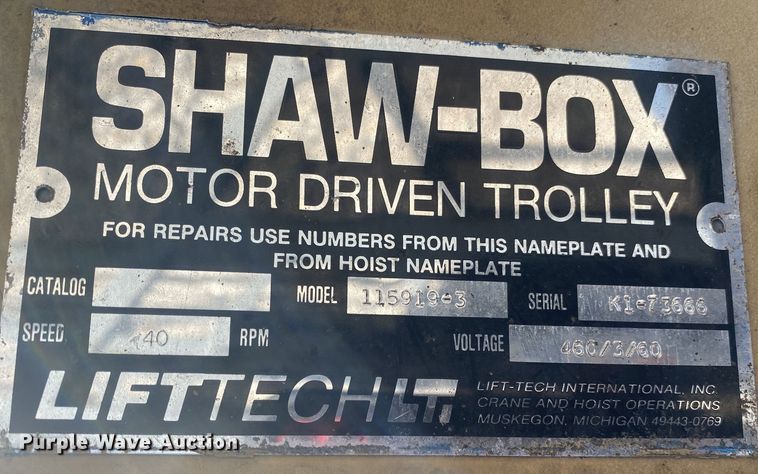 SHAW-BOX®
MOTOR DRIVEN TROLLEY
FOR REPAIRS USE NUMBERS FROM THIS NAMEPLATE AND
FROM HOIST NAMEPLATE
CATALOG MODEL 115919-3 SERIAL K1-73666
SPEED 40 RPM VOLTAGE 460/3/60
LIFTTECH LT.
LIFT-TECH INTERNATIONAL, INC.
CRANE AND HOIST OPERATIONS
MUSKEGON, MICHIGAN 49443-0769
Purple Wave Auction